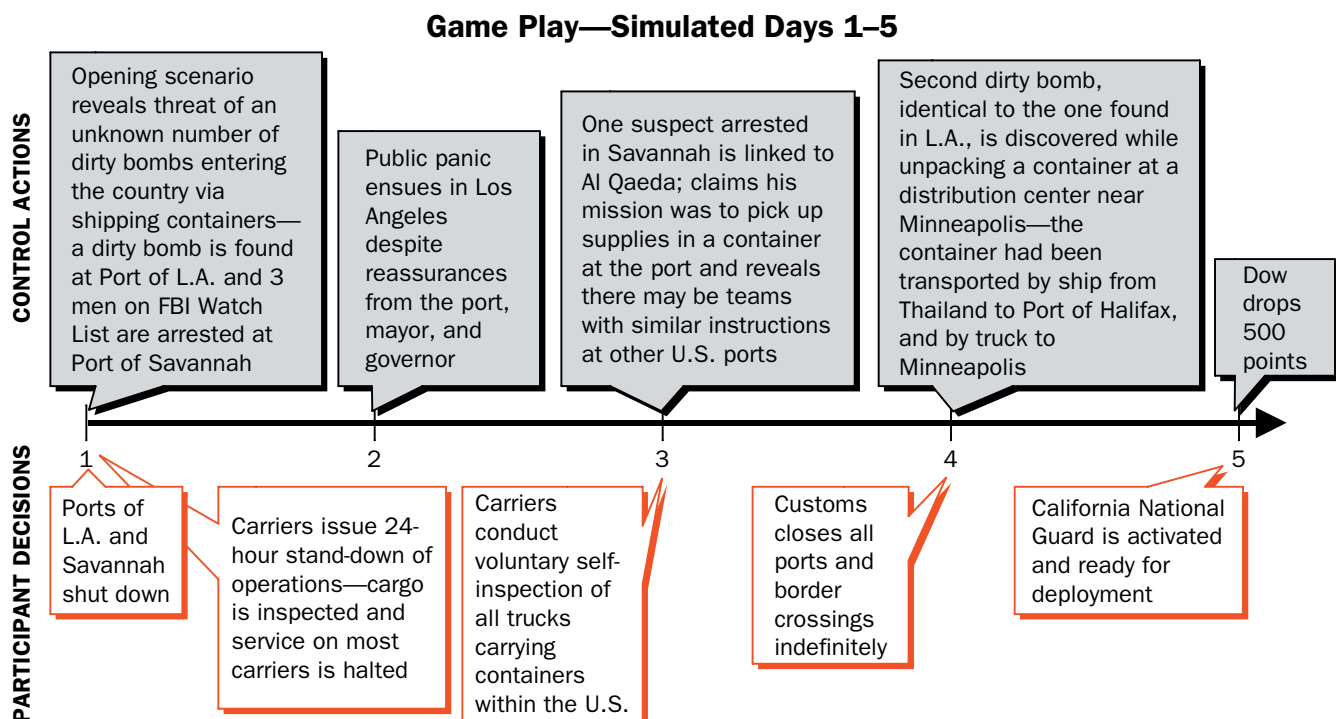 Game Play—Simulated Days 1–5
CONTROL ACTIONS
Opening scenario
reveals threat of an
unknown number of
dirty bombs entering
the country via
shipping containers—
a dirty bomb is found
at Port of L.A. and 3
men on FBI Watch
List are arrested at
Port of Savannah
Public panic
ensues in Los
Angeles
despite
reassurances
from the port,
mayor, and
governor
One suspect arrested
in Savannah is linked to
Al Qaeda; claims his
mission was to pick up
supplies in a container
at the port and reveals
there may be teams
with similar instructions
at other U.S. ports
Second dirty bomb,
identical to the one found
in L.A., is discovered while
unpacking a container at a
distribution center near
Minneapolis—the
container had been
transported by ship from
Thailand to Port of Halifax,
and by truck to
Minneapolis
Dow
drops
500
points
1
2
3
4
5
PARTICIPANT DECISIONS
Ports of
L.A. and
Savannah
shut down
Carriers issue 24-
hour stand-down of
operations—cargo
is inspected and
service on most
carriers is halted
Carriers
conduct
voluntary self-
inspection of
all trucks
carrying
containers
within the U.S.
Customs
closes all
ports and
border
crossings
indefinitely
California National
Guard is activated
and ready for
deployment